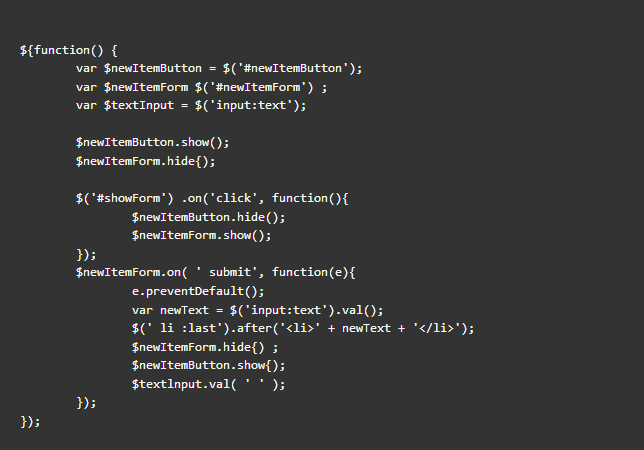 ${function() {
var $newItemButton = $('#newItemButton');
var $newItemForm $('#newItemForm') ;
var $textInput = $('input:text');
$newItemButton.show();
$newItemForm.hide{);
$('#showForm') .on('click', function(){
$newItemButton.hide();
$newItemForm.show();
});
$newItemForm.on( ' submit', function(e){
e.preventDefault();
var newText = $('input:text').val();
$(' li :last').after('<li>' + newText + '</li>');
$newItemForm.hide{) ;
$newItemButton.show{);
$textlnput.val( ' ' );
});
});